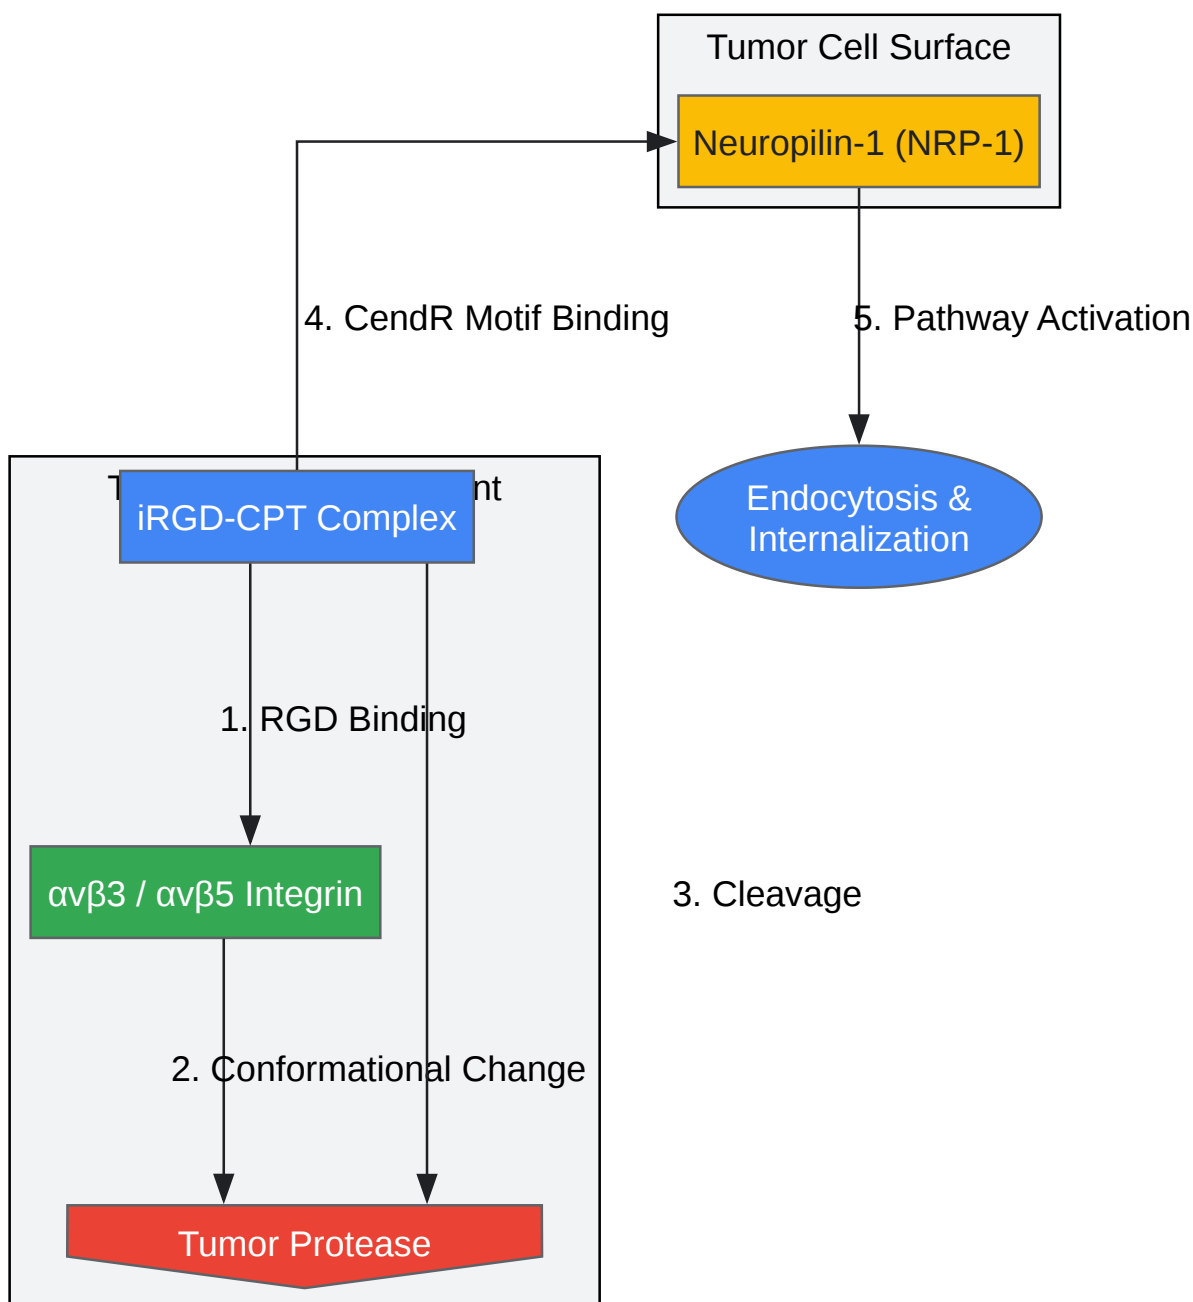 Tumor Cell Surface
Neuropilin-1 (NRP-1)
4. CendR Motif Binding
5. Pathway Activation
iRGD-CPT Complex
Endocytosis &
Internalization
1. RGD Binding
αvβ3 / αvβ5 Integrin
3. Cleavage
2. Conformational Change
Tumor Protease